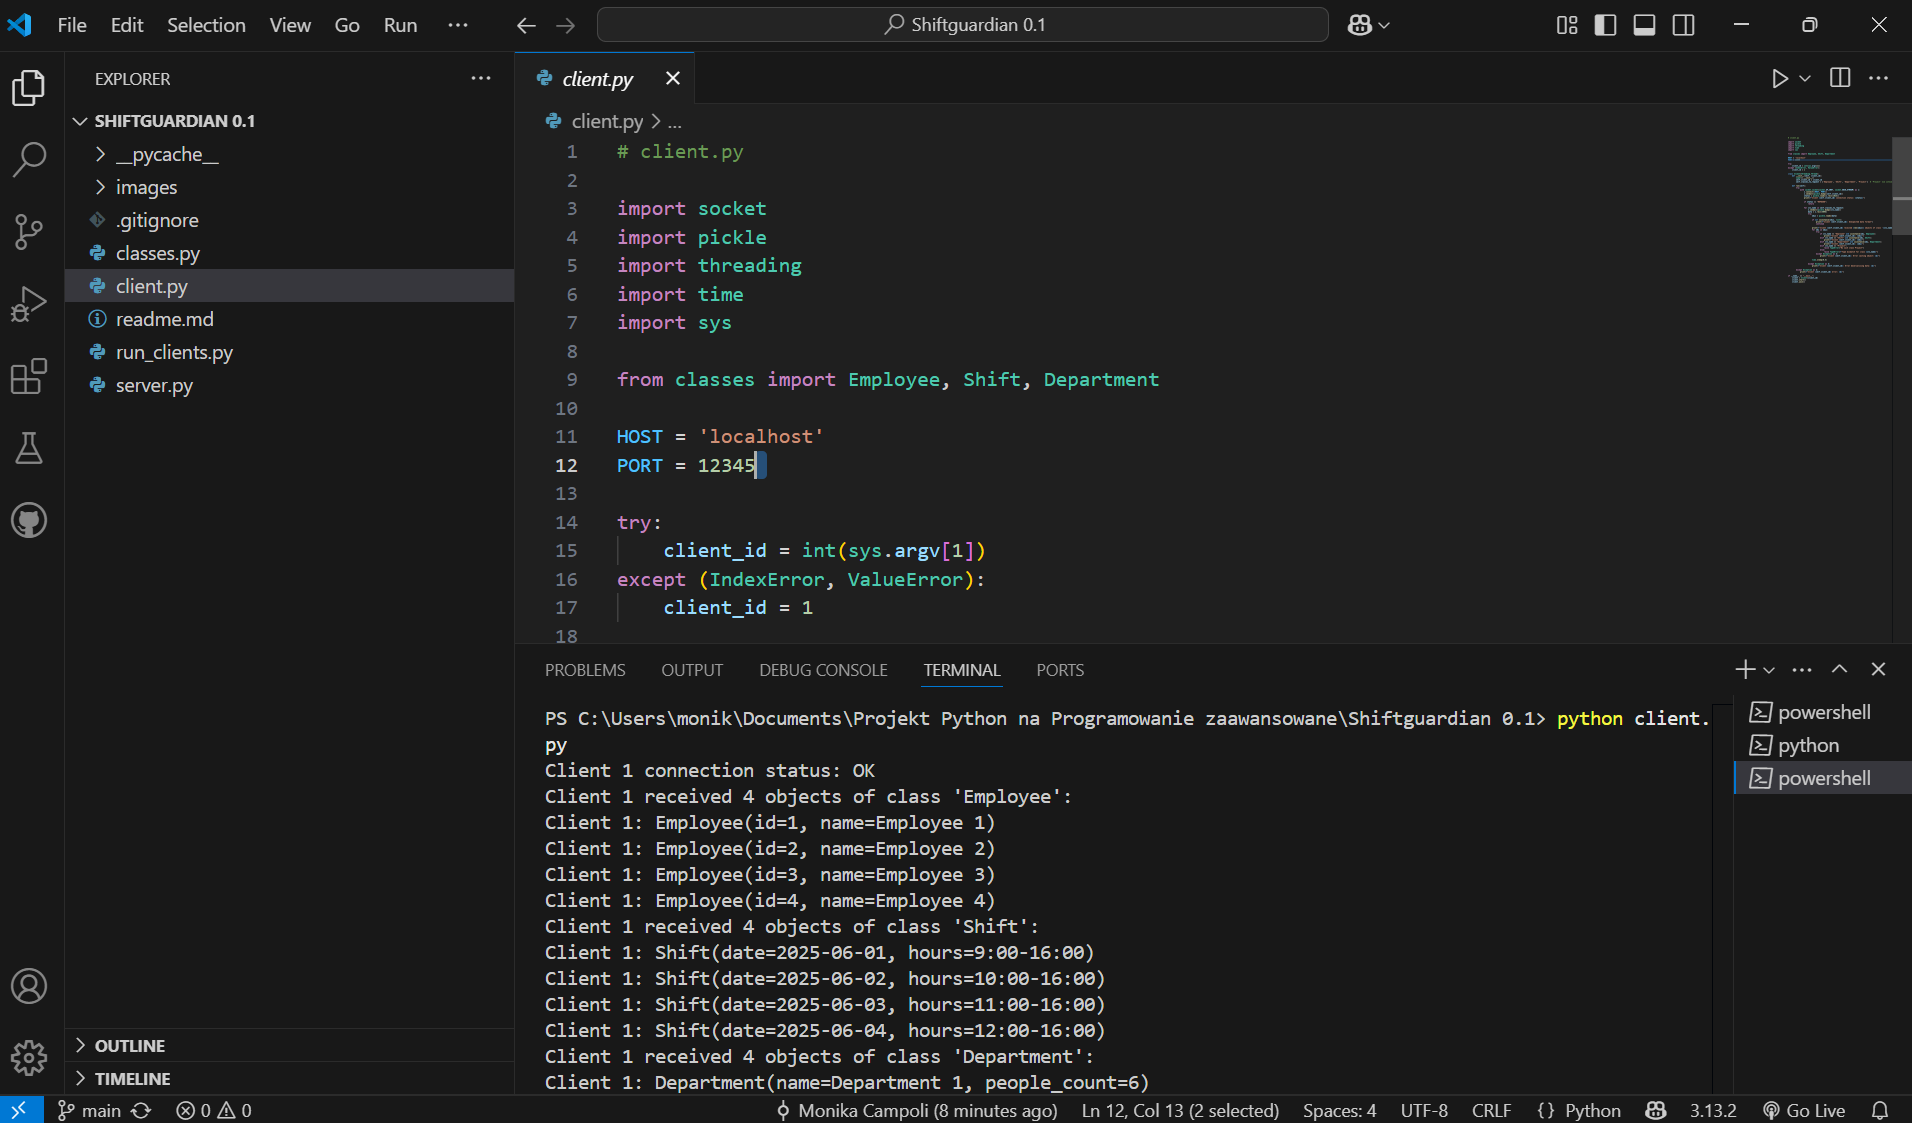 File Edit Selection View Go Run ··· Shiftguardian 0.1
EXPLORER
SHIFTGUARDIAN 0.1
__pycache__
images
.gitignore
classes.py
client.py
readme.md
run_clients.py
server.py
OUTLINE
TIMELINE
client.py
client.py > ...
1 # client.py
2
3 import socket
4 import pickle
5 import threading
6 import time
7 import sys
8
9 from classes import Employee, Shift, Department
10
11 HOST = 'localhost'
12 PORT = 12345
13
14 try:
15 client_id = int(sys.argv[1])
16 except (IndexError, ValueError):
17 client_id = 1
18
PROBLEMS OUTPUT DEBUG CONSOLE TERMINAL PORTS
PS C:\Users\monik\Documents\Projekt Python na Programowanie zaawansowane\Shiftguardian 0.1> python client.
py
Client 1 connection status: OK
Client 1 received 4 objects of class 'Employee':
Client 1: Employee(id=1, name=Employee 1)
Client 1: Employee(id=2, name=Employee 2)
Client 1: Employee(id=3, name=Employee 3)
Client 1: Employee(id=4, name=Employee 4)
Client 1 received 4 objects of class 'Shift':
Client 1: Shift(date=2025-06-01, hours=9:00-16:00)
Client 1: Shift(date=2025-06-02, hours=10:00-16:00)
Client 1: Shift(date=2025-06-03, hours=11:00-16:00)
Client 1: Shift(date=2025-06-04, hours=12:00-16:00)
Client 1 received 4 objects of class 'Department':
Client 1: Department(name=Department 1, people_count=6)
powershell
python
powershell
main 0 0 Monika Campoli (8 minutes ago) Ln 12, Col 13 (2 selected) Spaces: 4 UTF-8 CRLF {} Python 3.13.2 Go Live